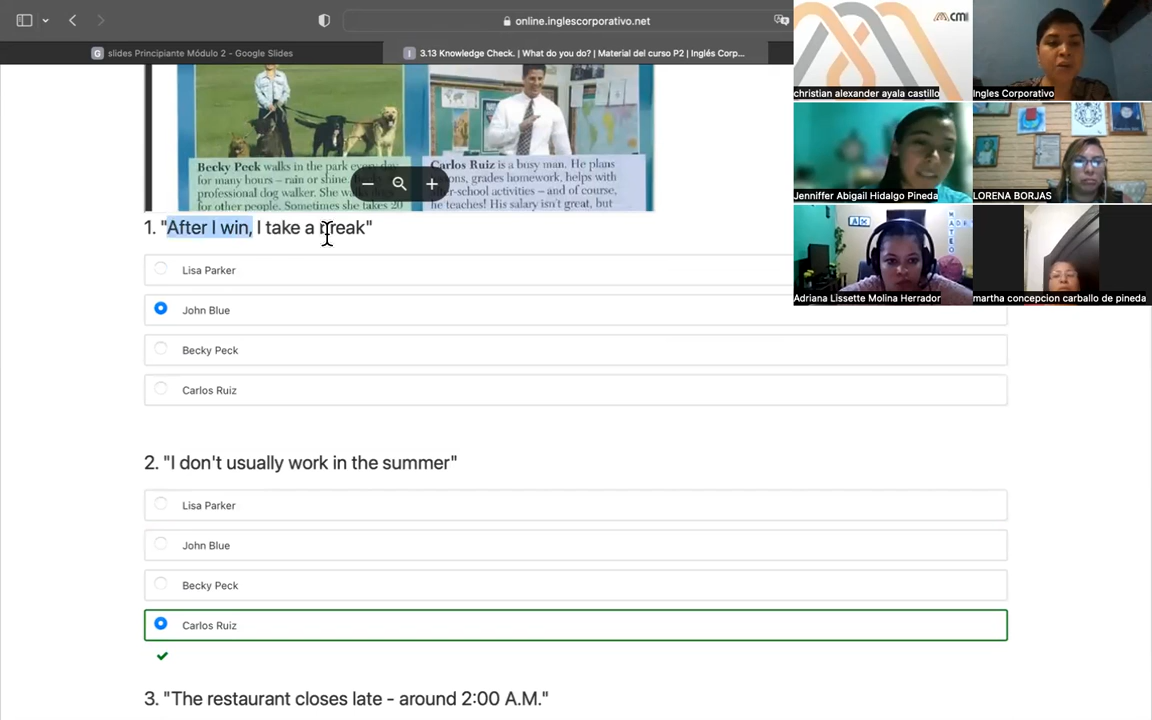 online.inglescorporativo.net
slides Principiante Módulo 2 - Google Slides
3.13 Knowledge Check. | What do you do? | Material del curso P2 | Inglés Corp...
CMI
christian alexander ayala castillo
Ingles Corporativo
Jenniffer Abigail Hidalgo Pineda
LORENA BORJAS
Adriana Lissette Molina Herrador
martha concepcion carballo de pineda
Becky Peck walks in the park every day
for many hours – rain or shine.
professional dog walker. She
for other people. Sometimes she takes 20
Carlos Ruiz is a busy man. He plans
grades homework, helps with
after-school activities – and of course,
he teaches! His salary isn't great, but
1. "After I win, I take a break"
Lisa Parker
John Blue
Becky Peck
Carlos Ruiz
2. "I don't usually work in the summer"
Lisa Parker
John Blue
Becky Peck
Carlos Ruiz
3. "The restaurant closes late - around 2:00 A.M."